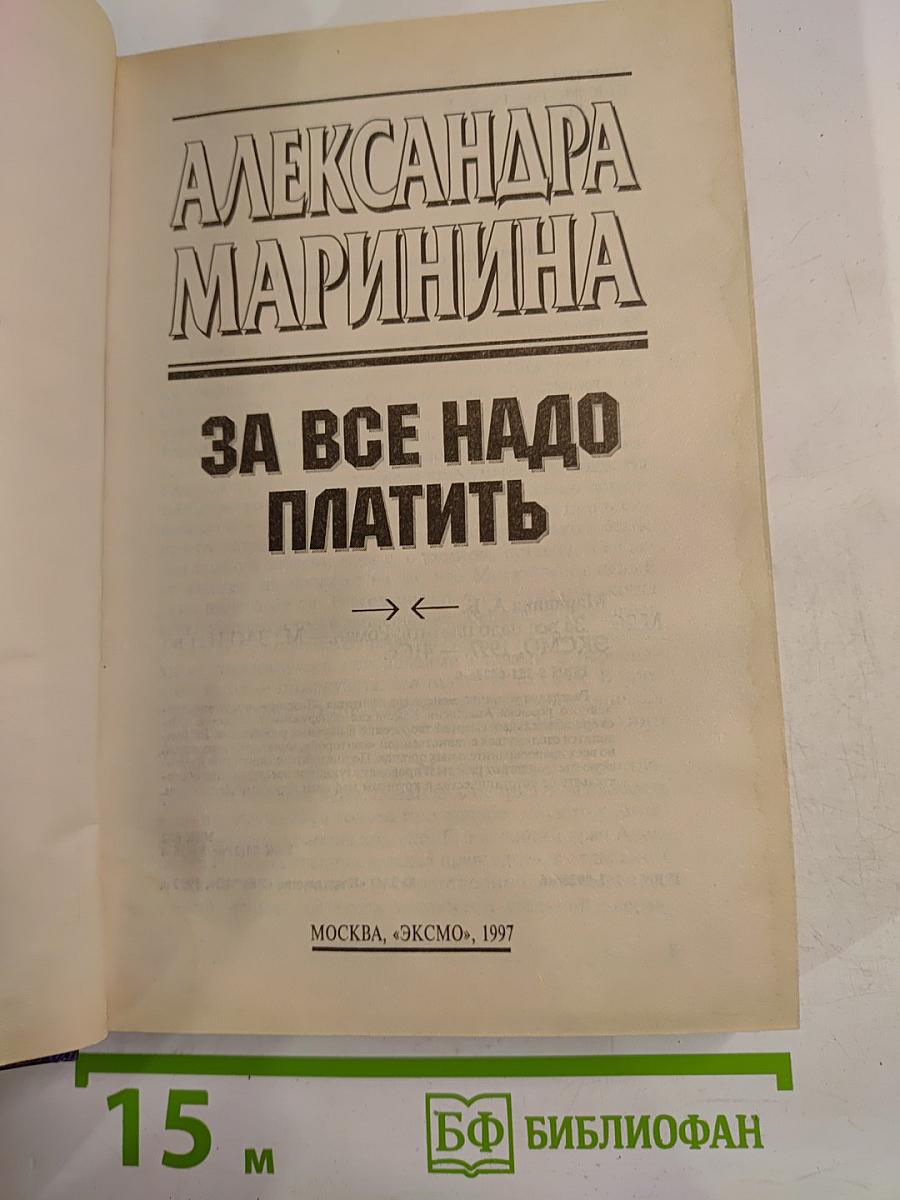 АЛЕКСАНДРА
МАРИНИНА
ЗА ВСЕ НАДО
ПЛАТИТЬ
МОСКВА, «ЭКСМО», 1997
15 м
БФ БИБЛИОФАН